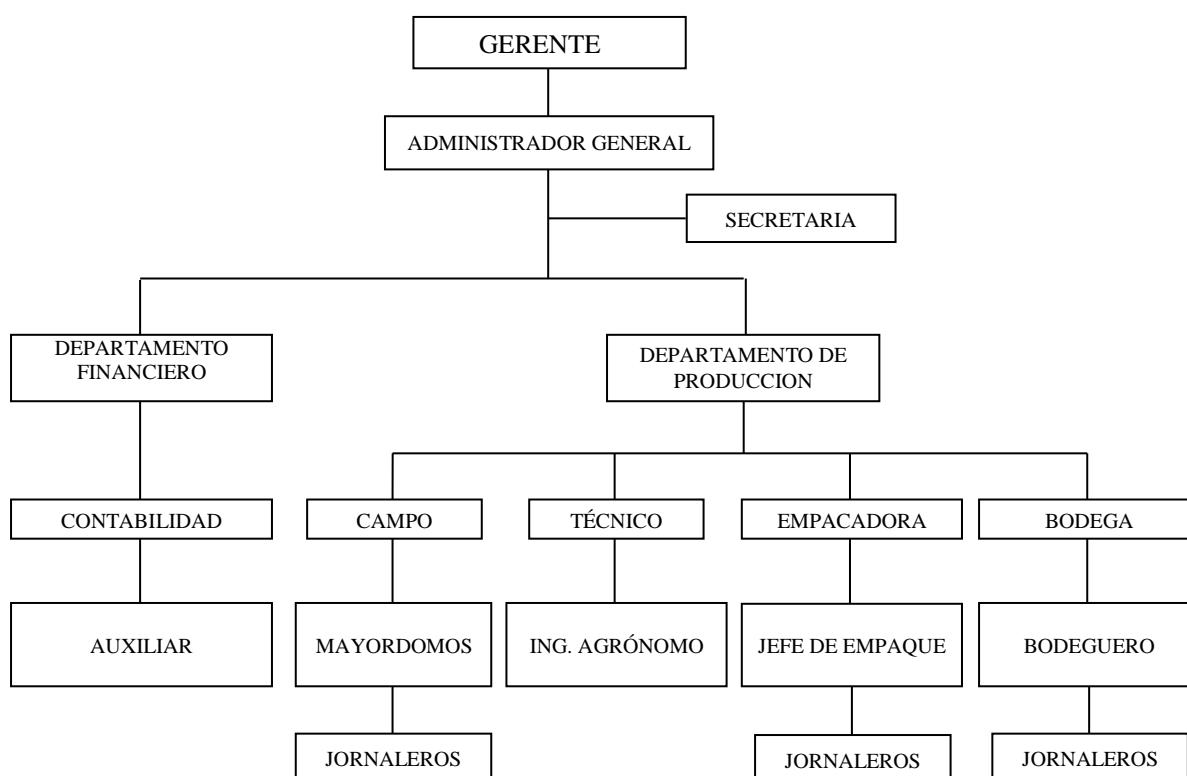 GERENTE
ADMINISTRADOR GENERAL
SECRETARIA
DEPARTAMENTO
FINANCIERO
DEPARTAMENTO DE
PRODUCCION
CONTABILIDAD
CAMPO
TÉCNICO
EMPACADORA
BODEGA
AUXILIAR
MAYORDOMOS
ING. AGRÓNOMO
JEFE DE EMPAQUE
BODEGUERO
JORNALEROS
JORNALEROS
JORNALEROS